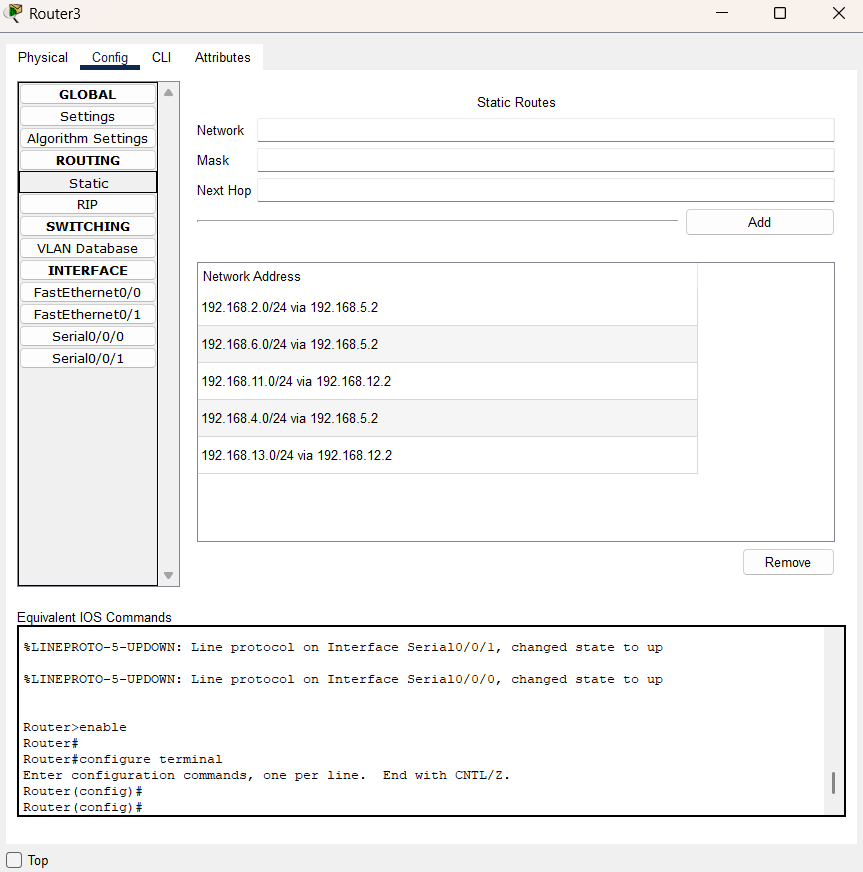 Router3
Physical Config CLI Attributes
GLOBAL
Settings
Algorithm Settings
ROUTING
Static
RIP
SWITCHING
VLAN Database
INTERFACE
FastEthernet0/0
FastEthernet0/1
Serial0/0/0
Serial0/0/1
Static Routes
Network
Mask
Next Hop
Add
Network Address
192.168.2.0/24 via 192.168.5.2
192.168.6.0/24 via 192.168.5.2
192.168.11.0/24 via 192.168.12.2
192.168.4.0/24 via 192.168.5.2
192.168.13.0/24 via 192.168.12.2
Remove
Equivalent IOS Commands
%LINEPROTO-5-UPDOWN: Line protocol on Interface Serial0/0/1, changed state to up
%LINEPROTO-5-UPDOWN: Line protocol on Interface Serial0/0/0, changed state to up
Router>enable
Router#
Router#configure terminal
Enter configuration commands, one per line.  End with CNTL/Z.
Router(config)#
Router(config)#
Top